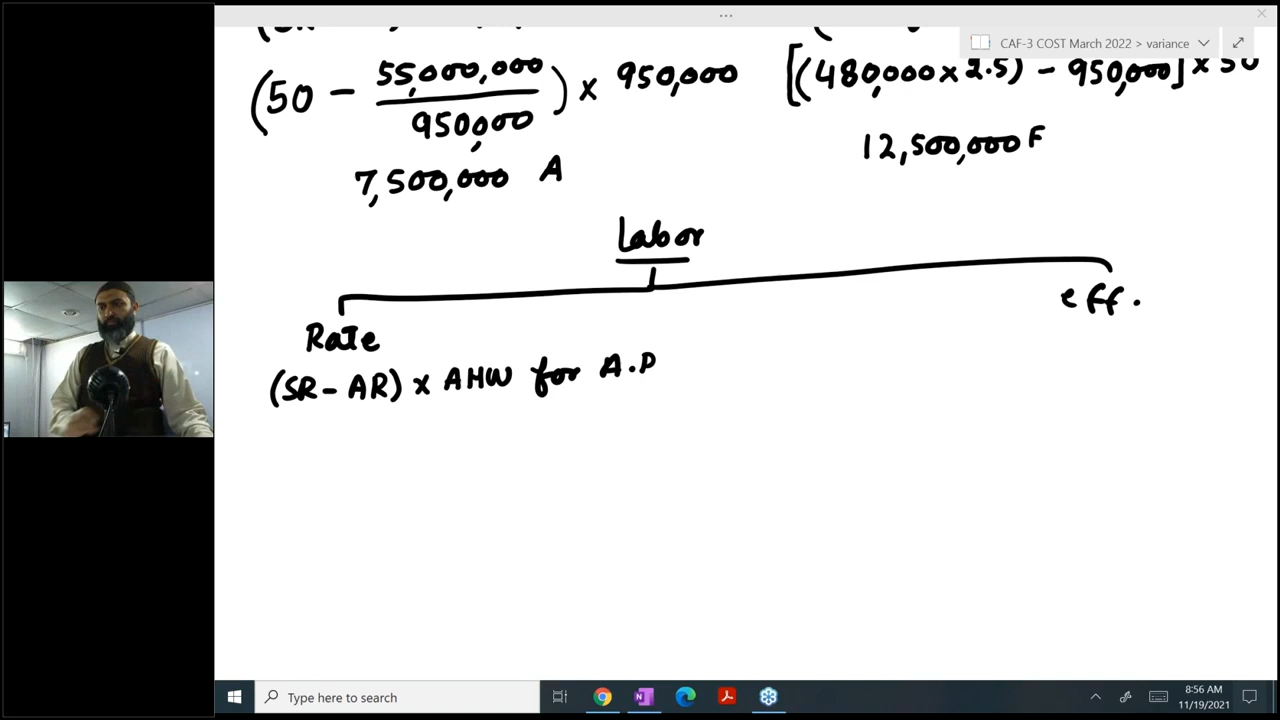 CAF-3 COST March 2022 > variance
(50 - 55,000,000 / 950,000) × 950,000
[(480,000 × 2.5) - 950,000] × 50
7,500,000 A
12,500,000 F
Labor
Rate
eff.
(SR - AR) × AHW for A.P
Type here to search
8:56 AM
11/19/2021